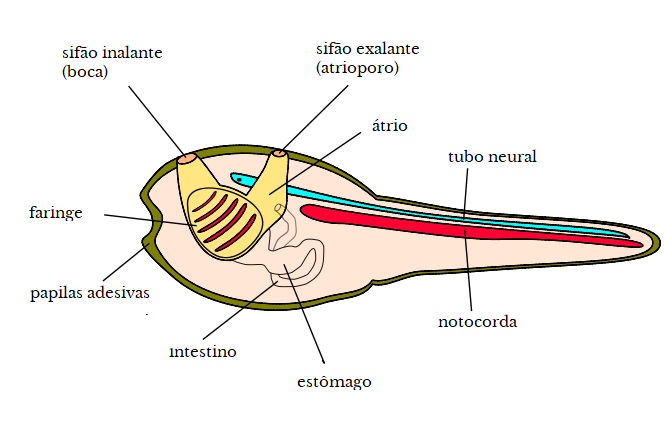 sifão inalante
(boca)
sifão exalante
(atrioporo)
átrio
tubo neural
faringe
papilas adesivas
notocorda
intestino
estômago